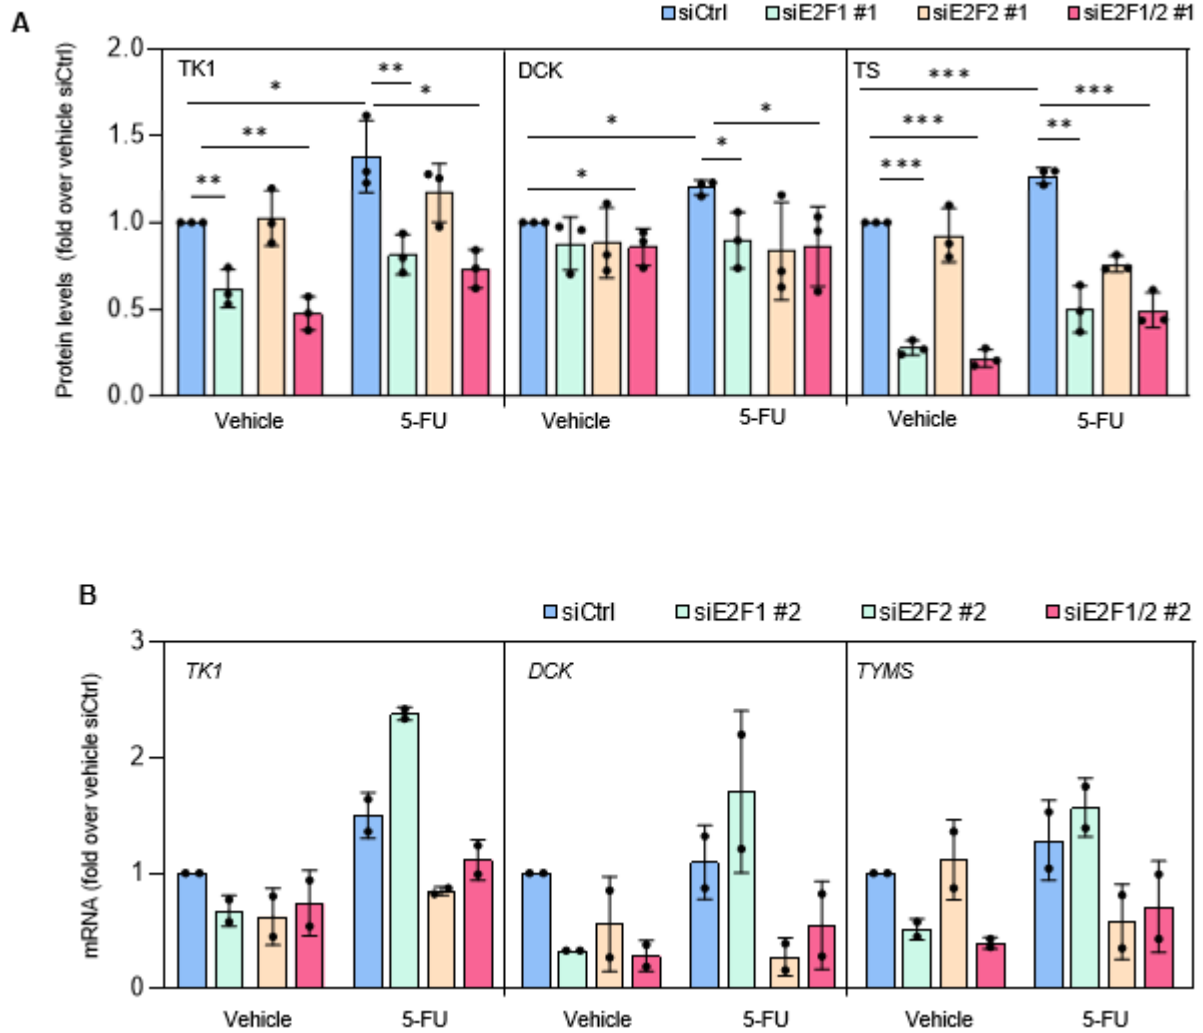 A
siCtrl siE2F1 #1 siE2F2 #1 siE2F1/2 #1
Protein levels (fold over vehicle siCtrl)
2.0
1.5
1.0
0.5
0.0
TK1 DCK TS
* ** * ** **
* * * *
*** *** *** ** ***
Vehicle 5-FU Vehicle 5-FU Vehicle 5-FU
B
siCtrl siE2F1 #2 siE2F2 #2 siE2F1/2 #2
mRNA (fold over vehicle siCtrl)
3
2
1
0
TK1 DCK TYMS
Vehicle 5-FU Vehicle 5-FU Vehicle 5-FU